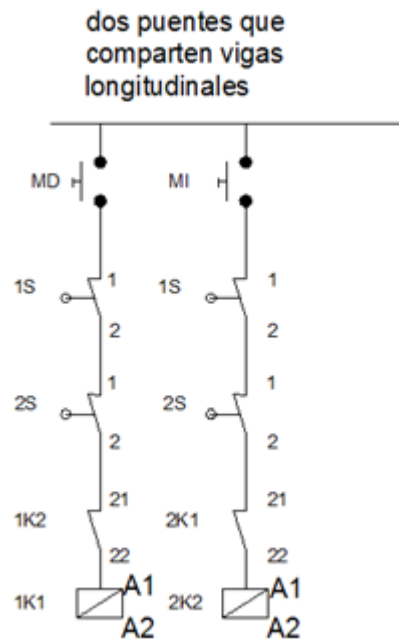 dos puentes que
comparten vigas
longitudinales
MD MI
1S 1 1S 1
2 2
2S 1 2S 1
2 2
1K2 21 2K1 21
22 22
1K1 A1 2K2 A1
A2 A2